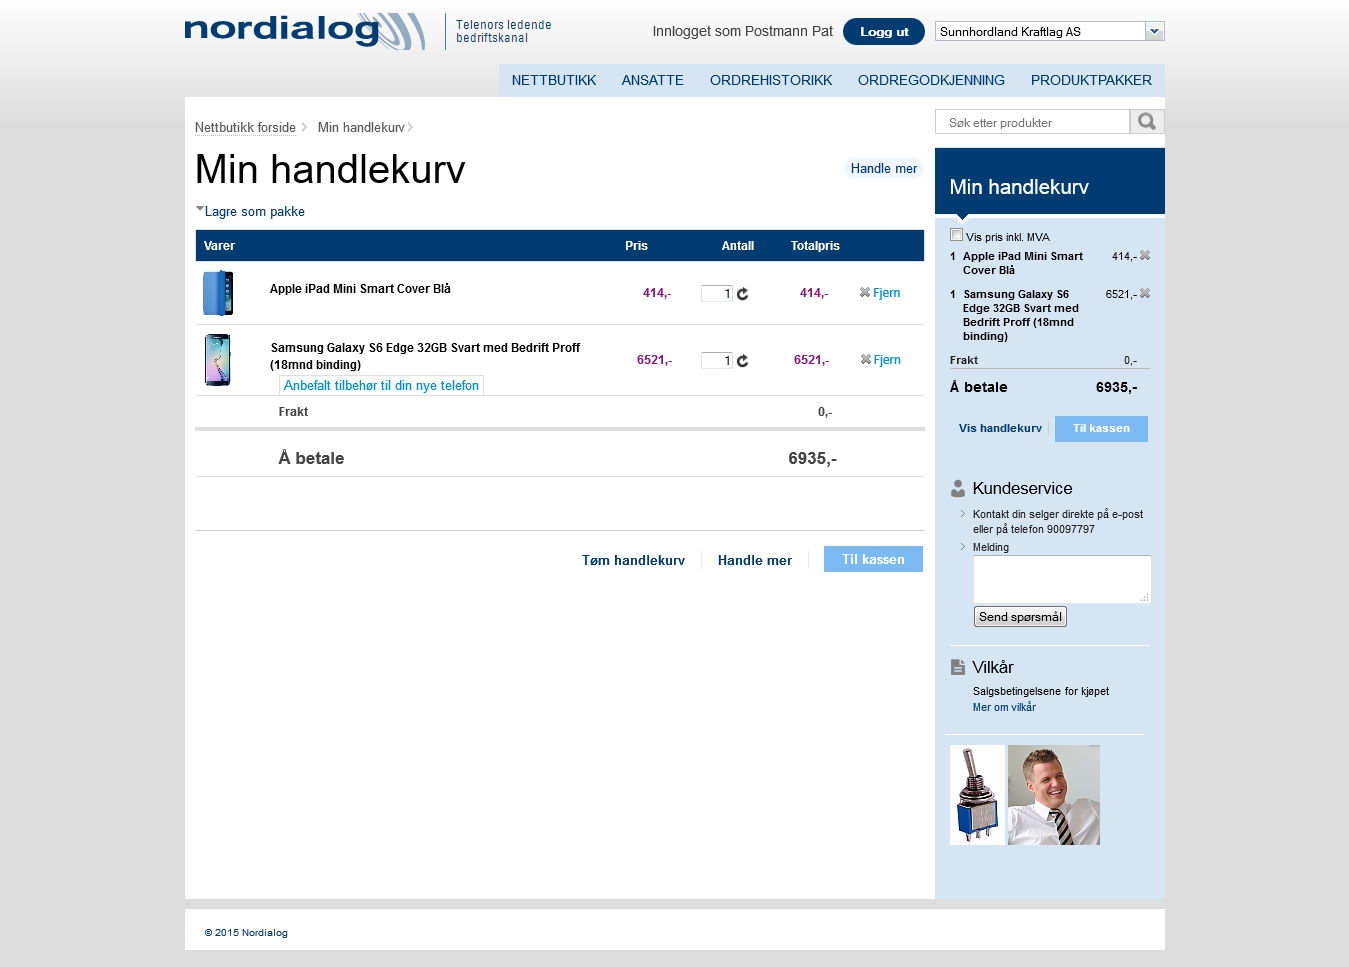 nordialog
Telenors ledende
bedriftskanal
Innlogget som Postmann Pat
Logg ut
Sunnhordland Kraftlag AS
NETTBUTIKK ANSATTE ORDREHISTORIKK ORDREGODKJENNING PRODUKTPAKKER
Nettbutikk forside Min handlekurv
Søk etter produkter
Min handlekurv
Handle mer
Lagre som pakke
Varer Pris Antall Totalpris
Apple iPad Mini Smart Cover Blå
414,- 1 414,- Fjern
Samsung Galaxy S6 Edge 32GB Svart med Bedrift Proff
(18mnd binding)
6521,- 1 6521,- Fjern
Anbefalt tilbehør til din nye telefon
Frakt 0,-
Å betale 6935,-
Tøm handlekurv Handle mer Til kassen
Min handlekurv
Vis pris inkl. MVA
1 Apple iPad Mini Smart 414,-
Cover Blå
1 Samsung Galaxy S6 6521,-
Edge 32GB Svart med
Bedrift Proff (18mnd
binding)
Frakt 0,-
Å betale 6935,-
Vis handlekurv Til kassen
Kundeservice
Kontakt din selger direkte på e-post
eller på telefon 90097797
Melding
Send spørsmål
Vilkår
Salgsbetingelsene for kjøpet
Mer om vilkår
© 2015 Nordialog